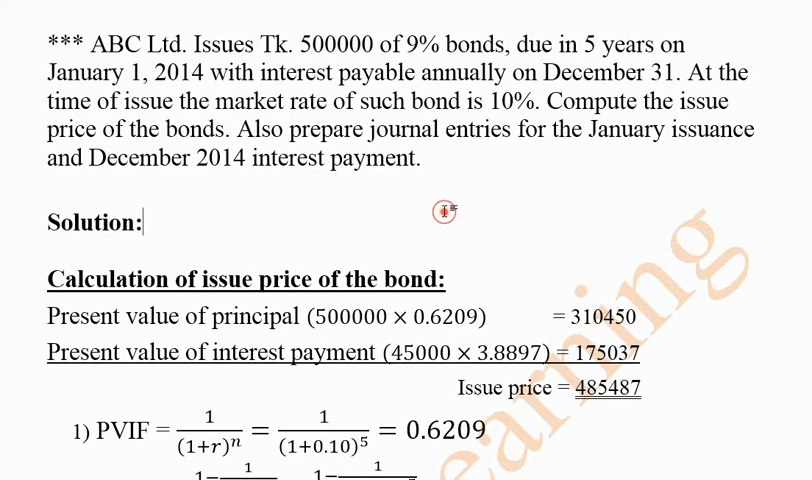 *** ABC Ltd. Issues Tk. 500000 of 9% bonds, due in 5 years on
January 1, 2014 with interest payable annually on December 31. At the
time of issue the market rate of such bond is 10%. Compute the issue
price of the bonds. Also prepare journal entries for the January issuance
and December 2014 interest payment.
Solution:
Calculation of issue price of the bond:
Present value of principal (500000 × 0.6209) = 310450
Present value of interest payment (45000 × 3.8897) = 175037
Issue price = 485487
1) PVIF = 1/(1+r)^n = 1/(1+0.10)^5 = 0.6209
1− 1 1− 1
earning